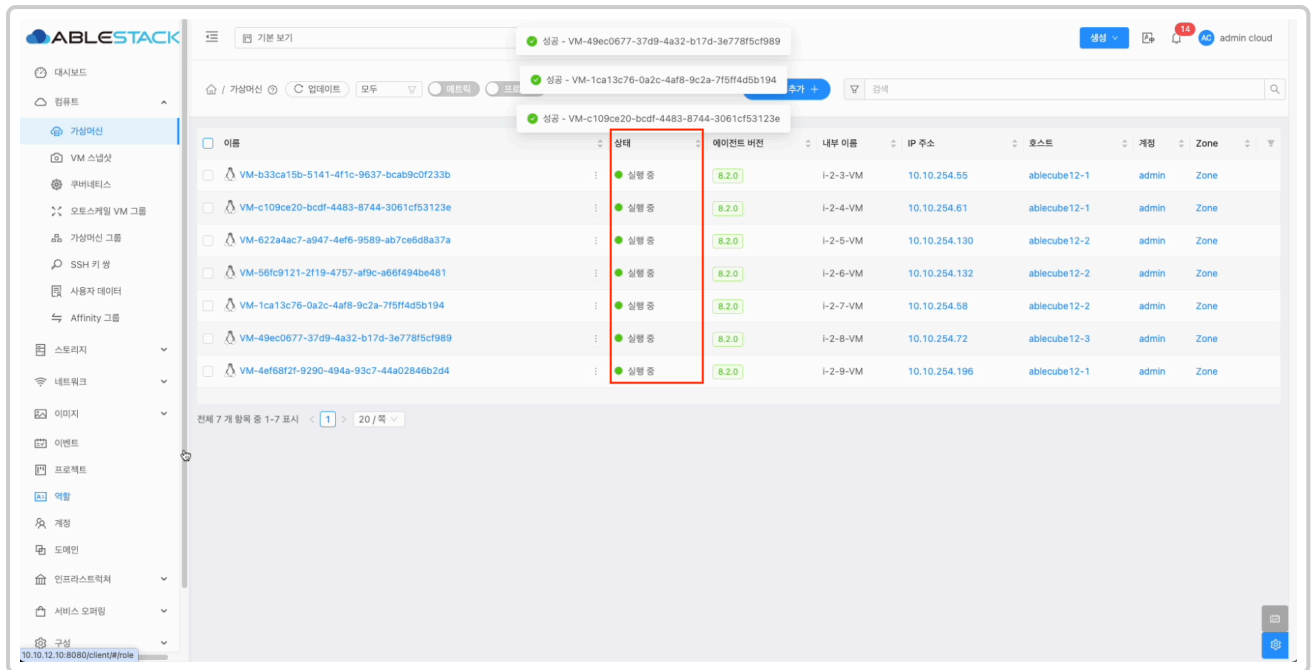 ABLESTACK
기본 보기
성공 - VM-49ec0677-37d9-4a32-b17d-3e778f5cf989
생성
14
AC
admin cloud
대시보드
성공 - VM-1ca13c76-0a2c-4af8-9c2a-7f5ff4d5b194
/ 가상머신
업데이트
모두
메트릭
추가 +
검색
컴퓨트
성공 - VM-c109ce20-bcdf-4483-8744-3061cf53123e
가상머신
VM 스냅샷
쿠버네티스
오토스케일 VM 그룹
가상머신 그룹
SSH 키 쌍
사용자 데이터
Affinity 그룹
스토리지
네트워크
이미지
이벤트
프로젝트
역할
계정
도메인
인프라스트럭쳐
서비스 오퍼링
구성
10.10.12.10:8080/client/#/role
이름 상태 에이전트 버전 내부 이름 IP 주소 호스트 계정 Zone
VM-b33ca15b-5141-4f1c-9637-bcab9c0f233b 실행 중 8.2.0 i-2-3-VM 10.10.254.55 ablecube12-1 admin Zone
VM-c109ce20-bcdf-4483-8744-3061cf53123e 실행 중 8.2.0 i-2-4-VM 10.10.254.61 ablecube12-1 admin Zone
VM-622a4ac7-a947-4ef6-9589-ab7ce6d8a37a 실행 중 8.2.0 i-2-5-VM 10.10.254.130 ablecube12-2 admin Zone
VM-56fc9121-2f19-4757-af9c-a66f494be481 실행 중 8.2.0 i-2-6-VM 10.10.254.132 ablecube12-2 admin Zone
VM-1ca13c76-0a2c-4af8-9c2a-7f5ff4d5b194 실행 중 8.2.0 i-2-7-VM 10.10.254.58 ablecube12-2 admin Zone
VM-49ec0677-37d9-4a32-b17d-3e778f5cf989 실행 중 8.2.0 i-2-8-VM 10.10.254.72 ablecube12-3 admin Zone
VM-4ef68f2f-9290-494a-93c7-44a02846b2d4 실행 중 8.2.0 i-2-9-VM 10.10.254.196 ablecube12-1 admin Zone
전체 7 개 항목 중 1-7 표시 < 1 > 20 / 쪽